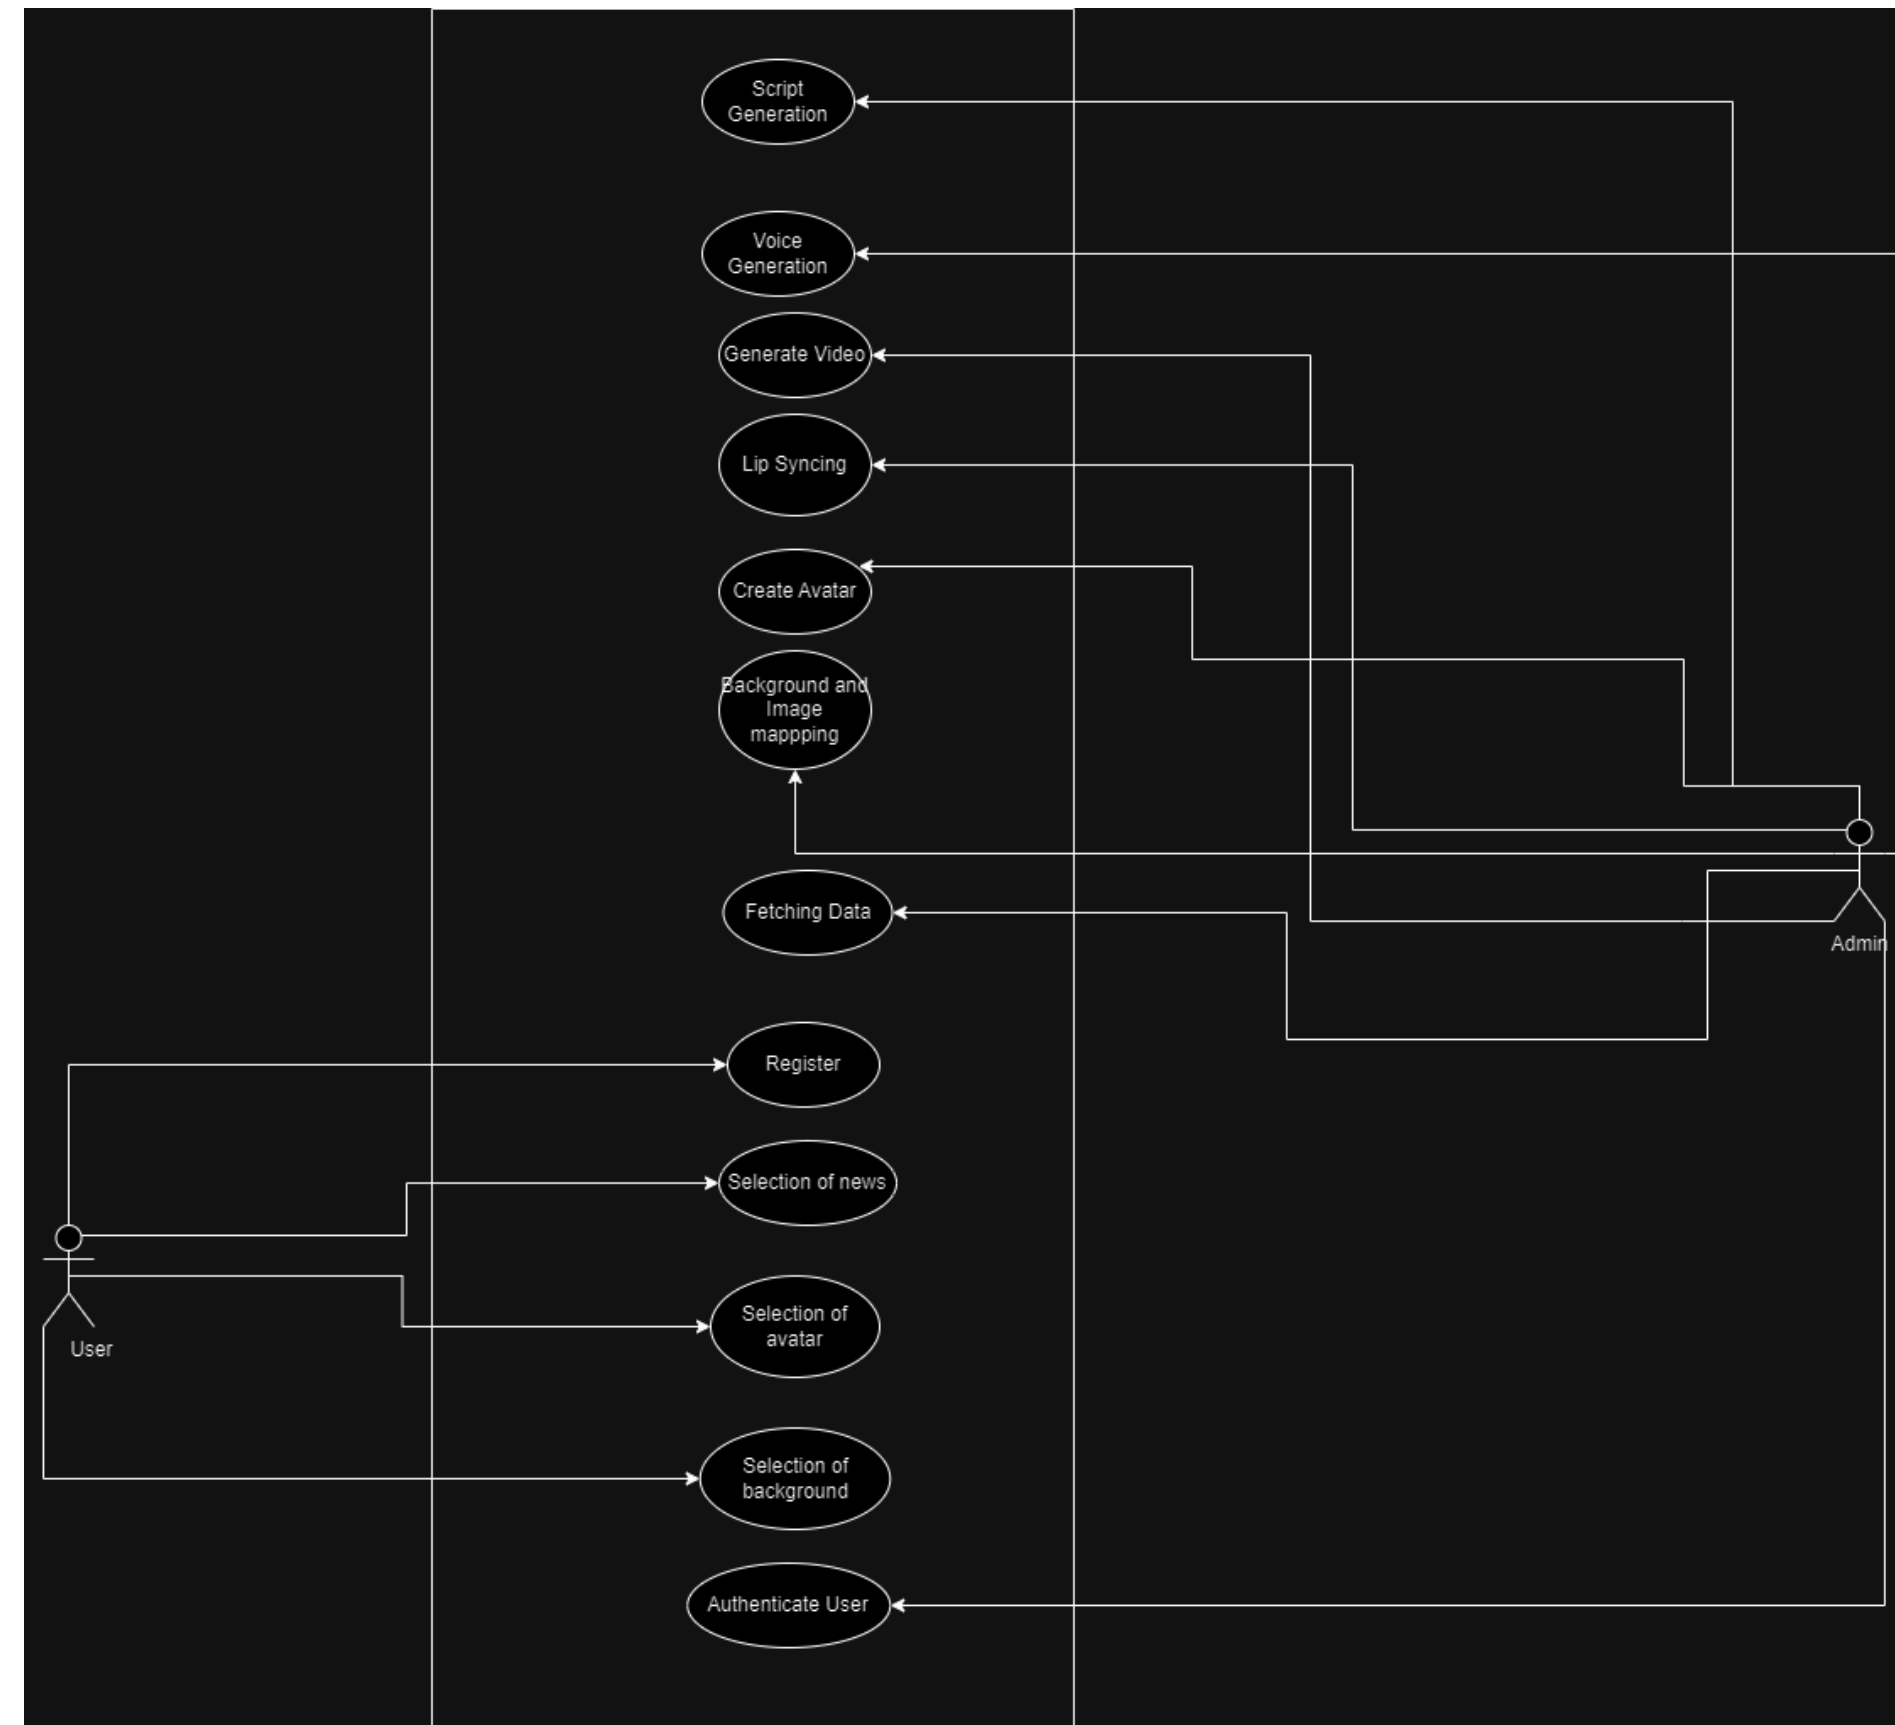 Script
Generation
Voice
Generation
Generate Video
Lip Syncing
Create Avatar
Background and
Image
mappping
Fetching Data
Admin
Register
Selection of news
Selection of
avatar
User
Selection of
background
Authenticate User